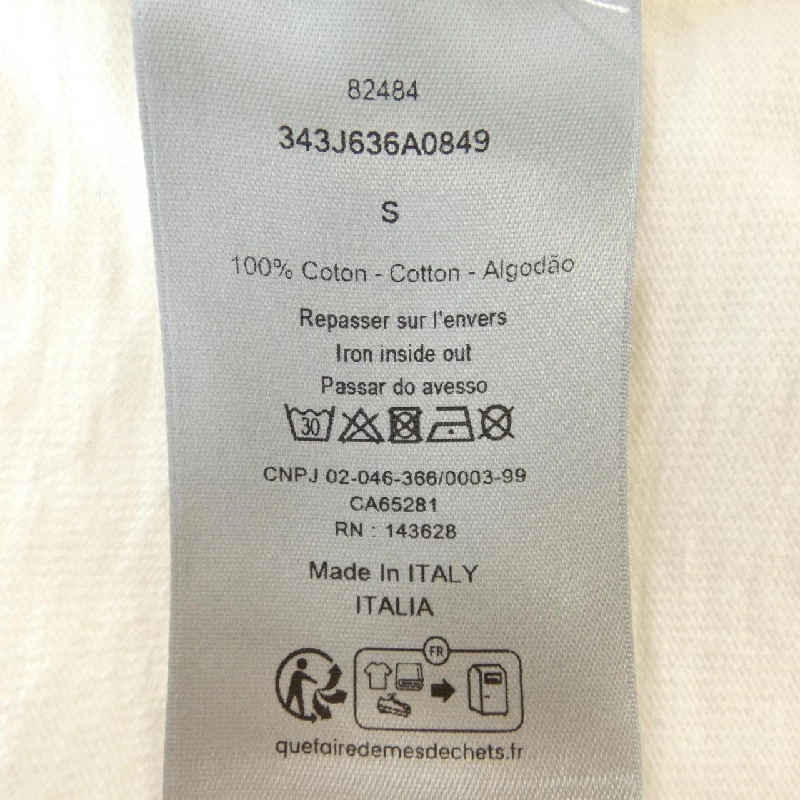 82484
343J636A0849
S
100% Coton - Cotton - Algodão
Repasser sur l'envers
Iron inside out
Passar do avesso
30
CNPJ 02-046-366/0003-99
CA65281
RN : 143628
Made In ITALY
ITALIA
FR
quefairedemesdechets.fr